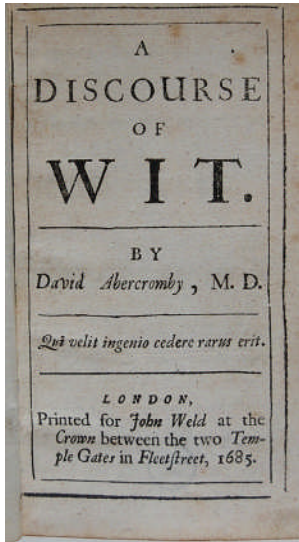 A
DISCOURSE
OF
WIT.
BY
David Abercromby, M. D.
Qui velit ingenio cedere rarus erit.
LONDON,
Printed for John Weld at the
Crown between the two Tem-
ple Gates in Fleetſtreet, 1685.